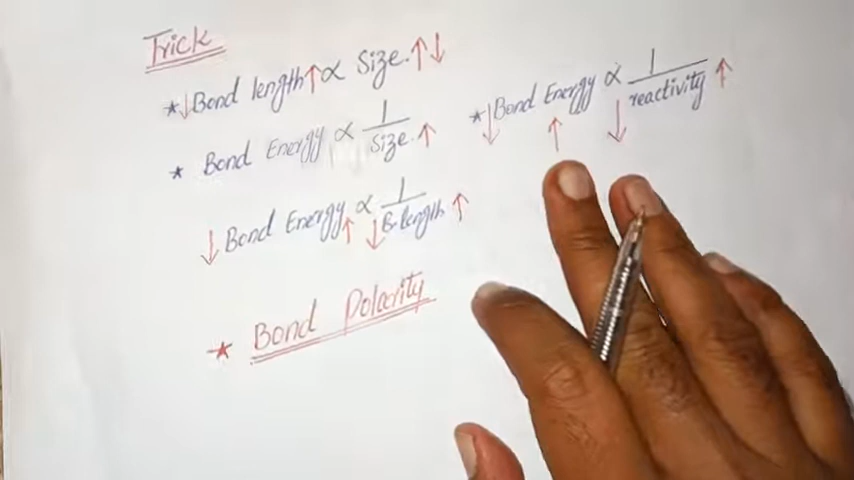 Trick
* ↓Bond length↑ ∝ Size.↑↓
* Bond Energy ∝ 1/Size.↑
↓Bond Energy↑ ∝ 1/↓B.length↑
* Bond Polarity
* ↓Bond Energy↑ ∝ 1/reactivity ↓↑